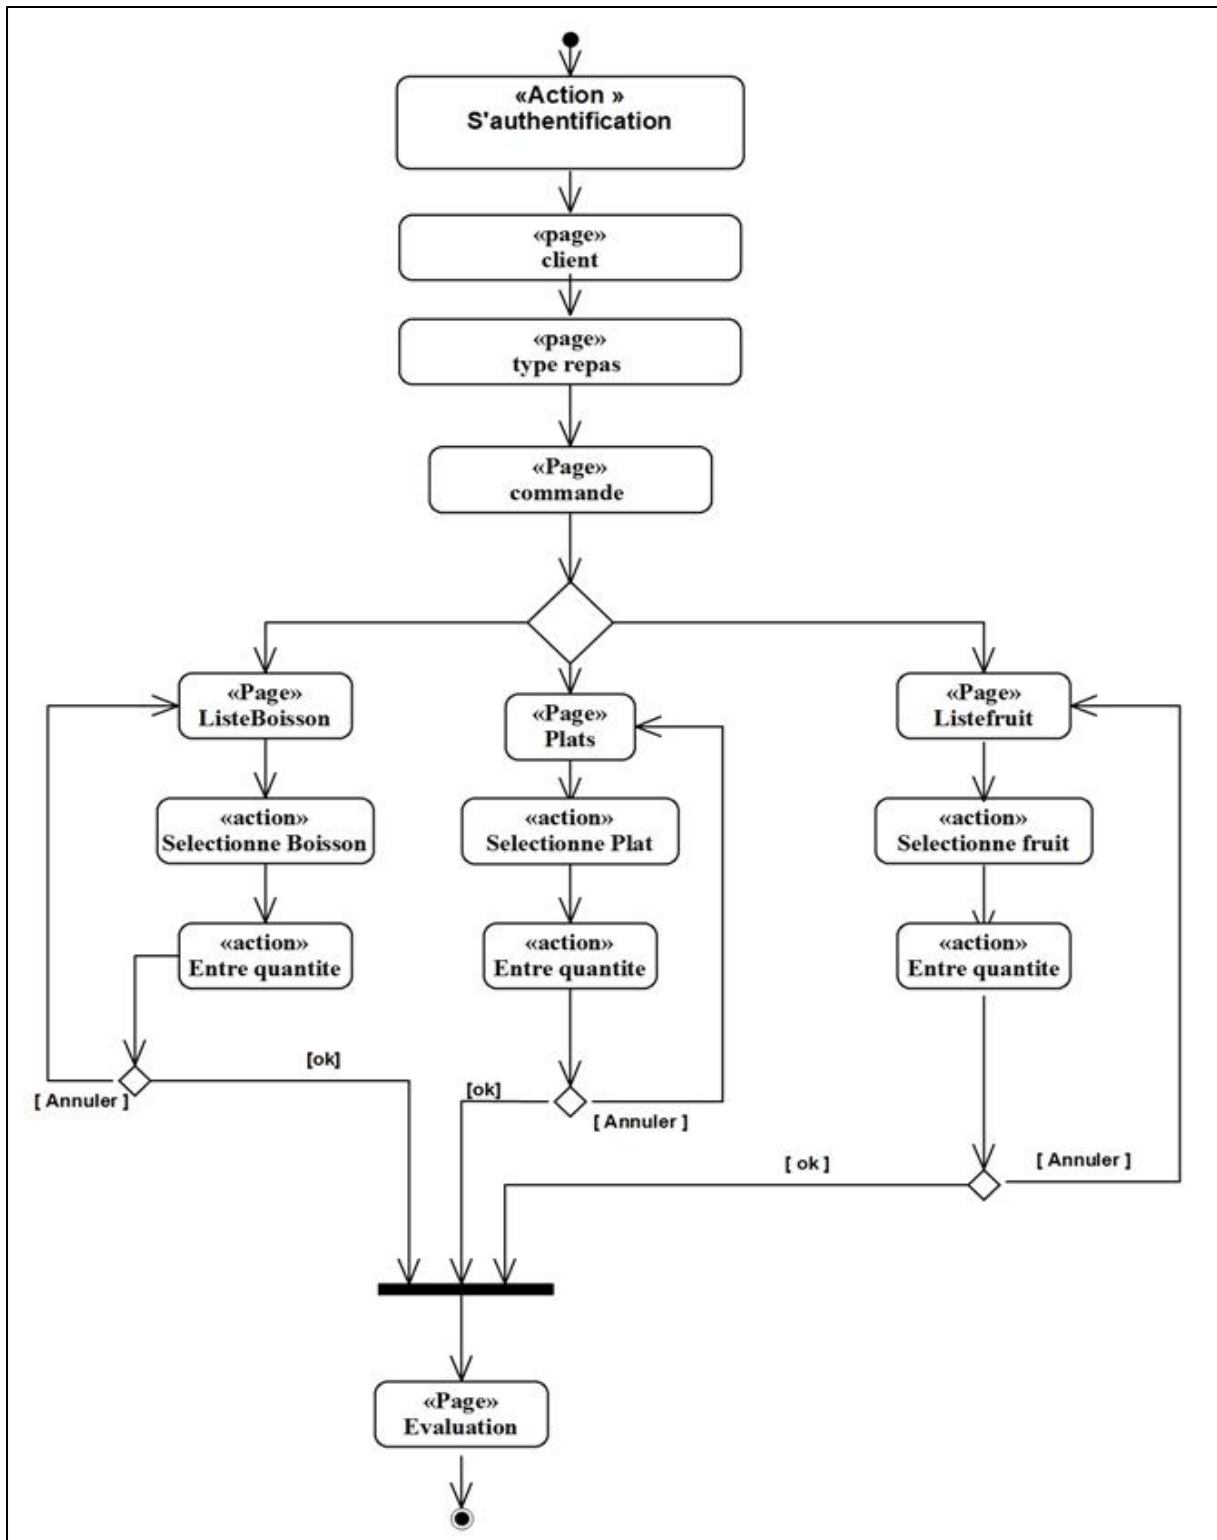 «Action »
S'authentification
«page»
client
«page»
type repas
«Page»
commande
«Page»
ListeBoisson
«Page»
Plats
«Page»
Listefruit
«action»
Selectionne Boisson
«action»
Selectionne Plat
«action»
Selectionne fruit
«action»
Entre quantite
«action»
Entre quantite
«action»
Entre quantite
[ok]
[ Annuler ]
[ok]
[ Annuler ]
[ ok ]
[ Annuler ]
«Page»
Evaluation